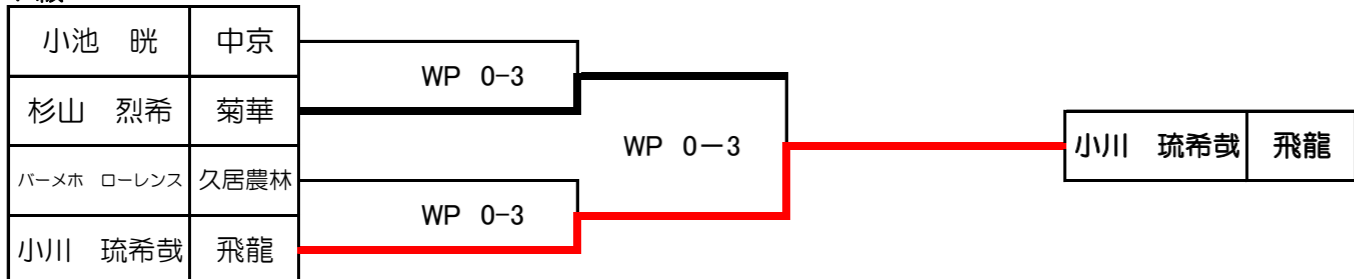 小池　晄 中京
WP 0-3
杉山　烈希 菊華
WP 0－3
小川　琉希哉 飛龍
バーメホ　ローレンス 久居農林
WP 0-3
小川　琉希哉 飛龍